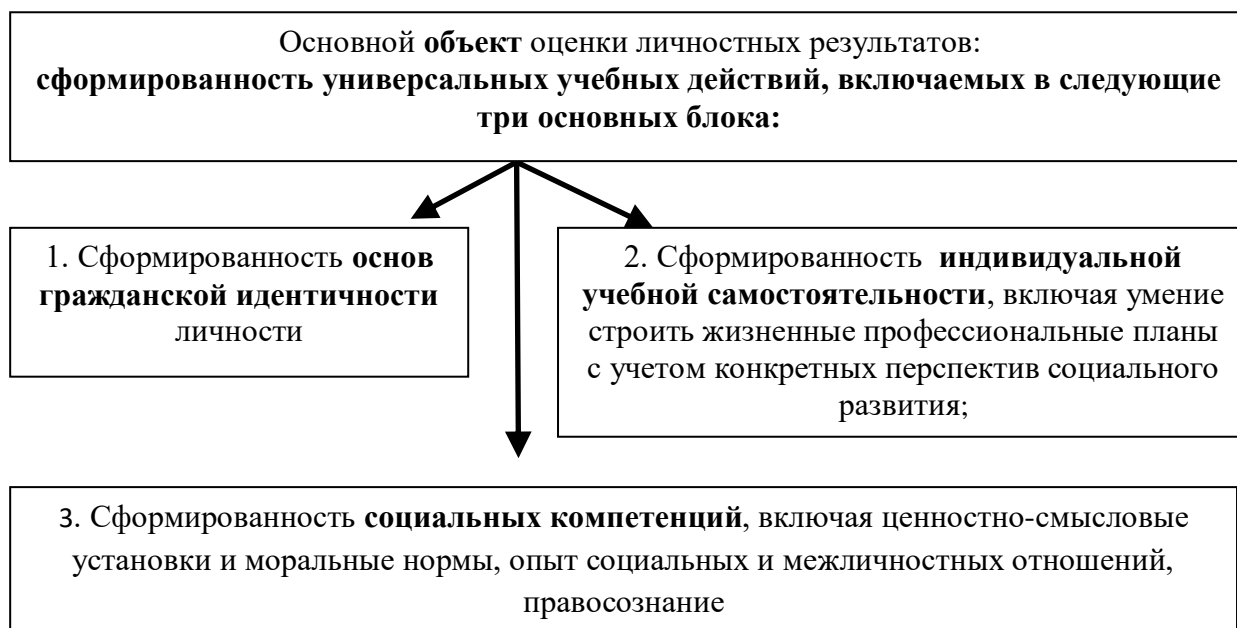 Основной объект оценки личностных результатов:
сформированность универсальных учебных действий, включаемых в следующие
три основных блока:
1. Сформированность основ
гражданской идентичности
личности
2. Сформированность индивидуальной
учебной самостоятельности, включая умение
строить жизненные профессиональные планы
с учетом конкретных перспектив социального
развития;
3. Сформированность социальных компетенций, включая ценностно-смысловые
установки и моральные нормы, опыт социальных и межличностных отношений,
правосознание